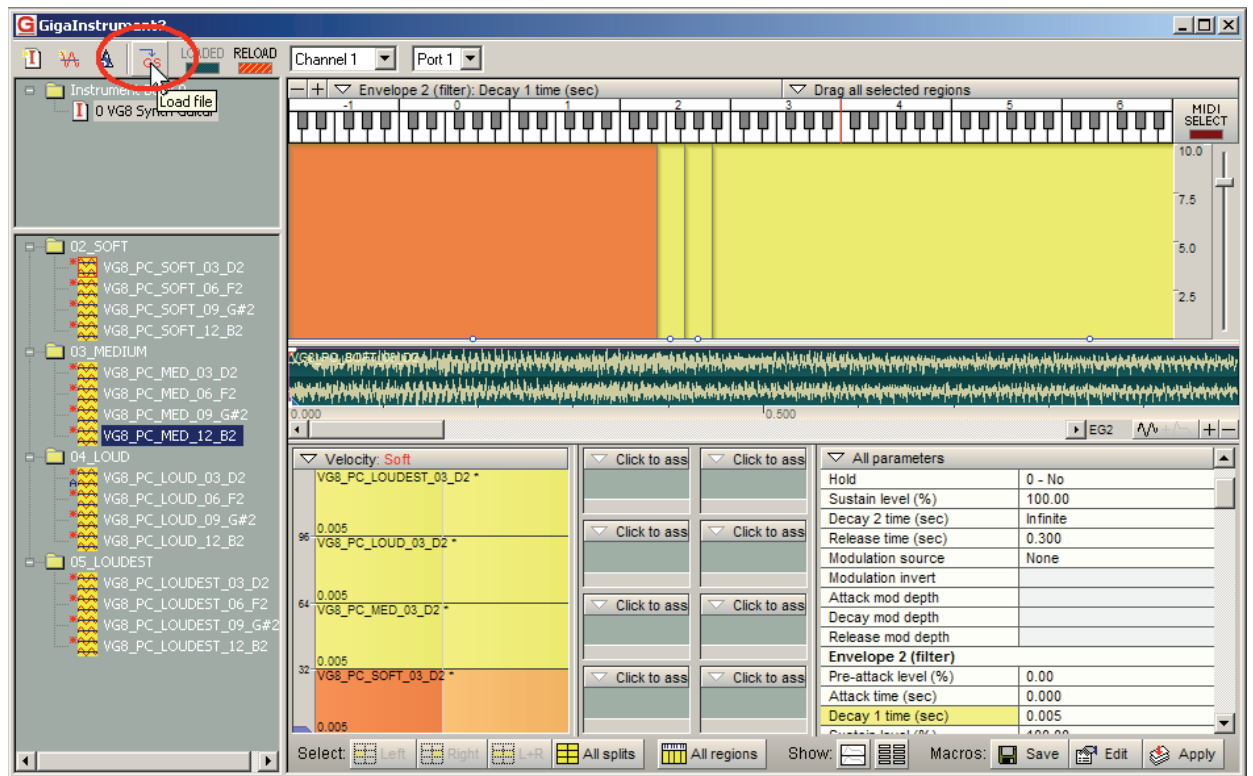 GigaInstrument2
LOADED RELOAD Channel 1 Port 1
GS
Load file
0 VG8 Synth Guitar
Envelope 2 (filter): Decay 1 time (sec) Drag all selected regions
-1 0 1 2 3 4 5 6
MIDI SELECT
10.0
7.5
5.0
2.5
02_SOFT
VG8_PC_SOFT_03_D2
VG8_PC_SOFT_06_F2
VG8_PC_SOFT_09_G#2
VG8_PC_SOFT_12_B2
03_MEDIUM
VG8_PC_MED_03_D2
VG8_PC_MED_06_F2
VG8_PC_MED_09_G#2
VG8_PC_MED_12_B2
04_LOUD
VG8_PC_LOUD_03_D2
VG8_PC_LOUD_06_F2
VG8_PC_LOUD_09_G#2
VG8_PC_LOUD_12_B2
05_LOUDEST
VG8_PC_LOUDEST_03_D2
VG8_PC_LOUDEST_06_F2
VG8_PC_LOUDEST_09_G#2
VG8_PC_LOUDEST_12_B2
VG8_PC_SOFT_03_D2
0.000 0.500
EG2
Velocity: Soft
VG8_PC_LOUDEST_03_D2 *
0.005
96
VG8_PC_LOUD_03_D2 *
0.005
64
VG8_PC_MED_03_D2 *
0.005
32
VG8_PC_SOFT_03_D2 *
0.005
Click to ass Click to ass
Click to ass Click to ass
Click to ass Click to ass
Click to ass Click to ass
All parameters
Hold 0 - No
Sustain level (%) 100.00
Decay 2 time (sec) Infinite
Release time (sec) 0.300
Modulation source None
Modulation invert
Attack mod depth
Decay mod depth
Release mod depth
Envelope 2 (filter)
Pre-attack level (%) 0.00
Attack time (sec) 0.000
Decay 1 time (sec) 0.005
Sustain level (%) 100.00
Select: Left Right L+R All splits All regions Show: Macros: Save Edit Apply